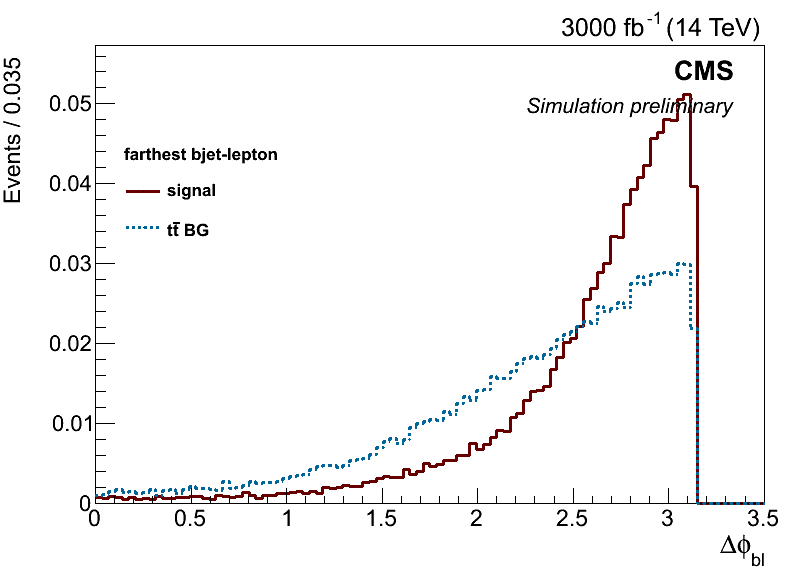 3000 fb⁻¹ (14 TeV)
CMS
Simulation preliminary
Events / 0.035
0.05
0.04
0.03
0.02
0.01
0
farthest bjet-lepton
signal
tt̄ BG
0 0.5 1 1.5 2 2.5 3 3.5
Δϕbl